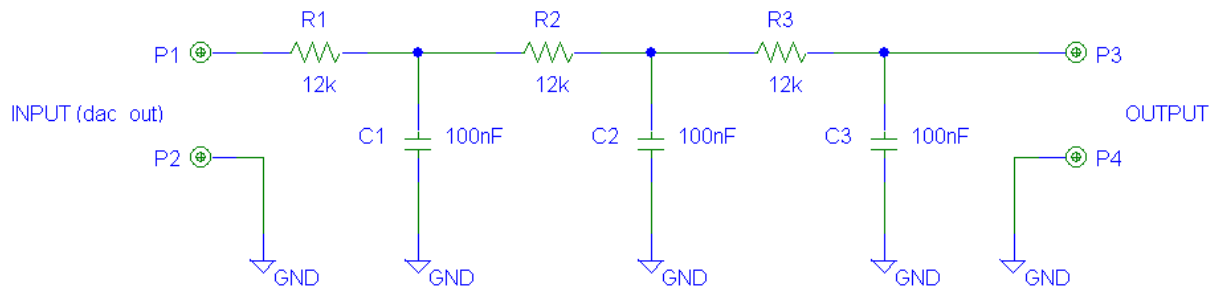 R1
R2
R3
P1
P3
12k
12k
12k
INPUT (dac out)
OUTPUT
C1
100nF
C2
100nF
C3
100nF
P2
P4
GND
GND
GND
GND
GND